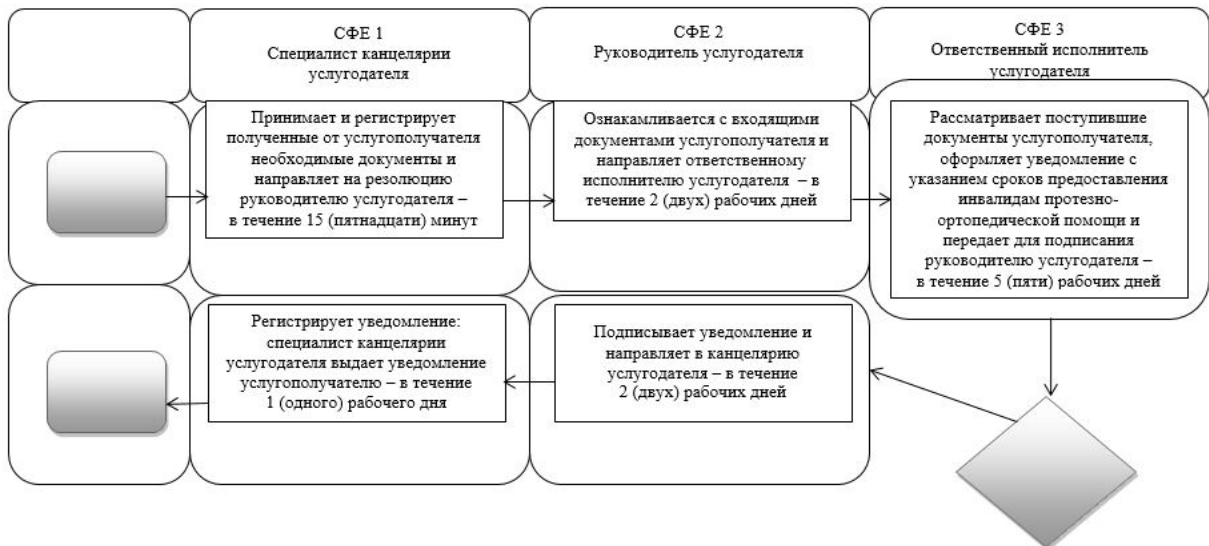 СФЕ 1
Специалист канцелярии
услугодателя
СФЕ 2
Руководитель услугодателя
СФЕ 3
Ответственный исполнитель
услугодателя
Принимает и регистрирует
полученные от услугополучателя
необходимые документы и
направляет на резолюцию
руководителю услугодателя –
в течение 15 (пятнадцати) минут
Ознакамливается с входящими
документами услугополучателя и
направляет ответственному
исполнителю услугодателя – в
течение 2 (двух) рабочих дней
Рассматривает поступившие
документы услугополучателя,
оформляет уведомление с
указанием сроков предоставления
инвалидам протезно-
ортопедической помощи и
передает для подписания
руководителю услугодателя –
в течение 5 (пяти) рабочих дней
Регистрирует уведомление:
специалист канцелярии
услугодателя выдает уведомление
услугополучателю – в течение
1 (одного) рабочего дня
Подписывает уведомление и
направляет в канцелярию
услугодателя – в течение
2 (двух) рабочих дней